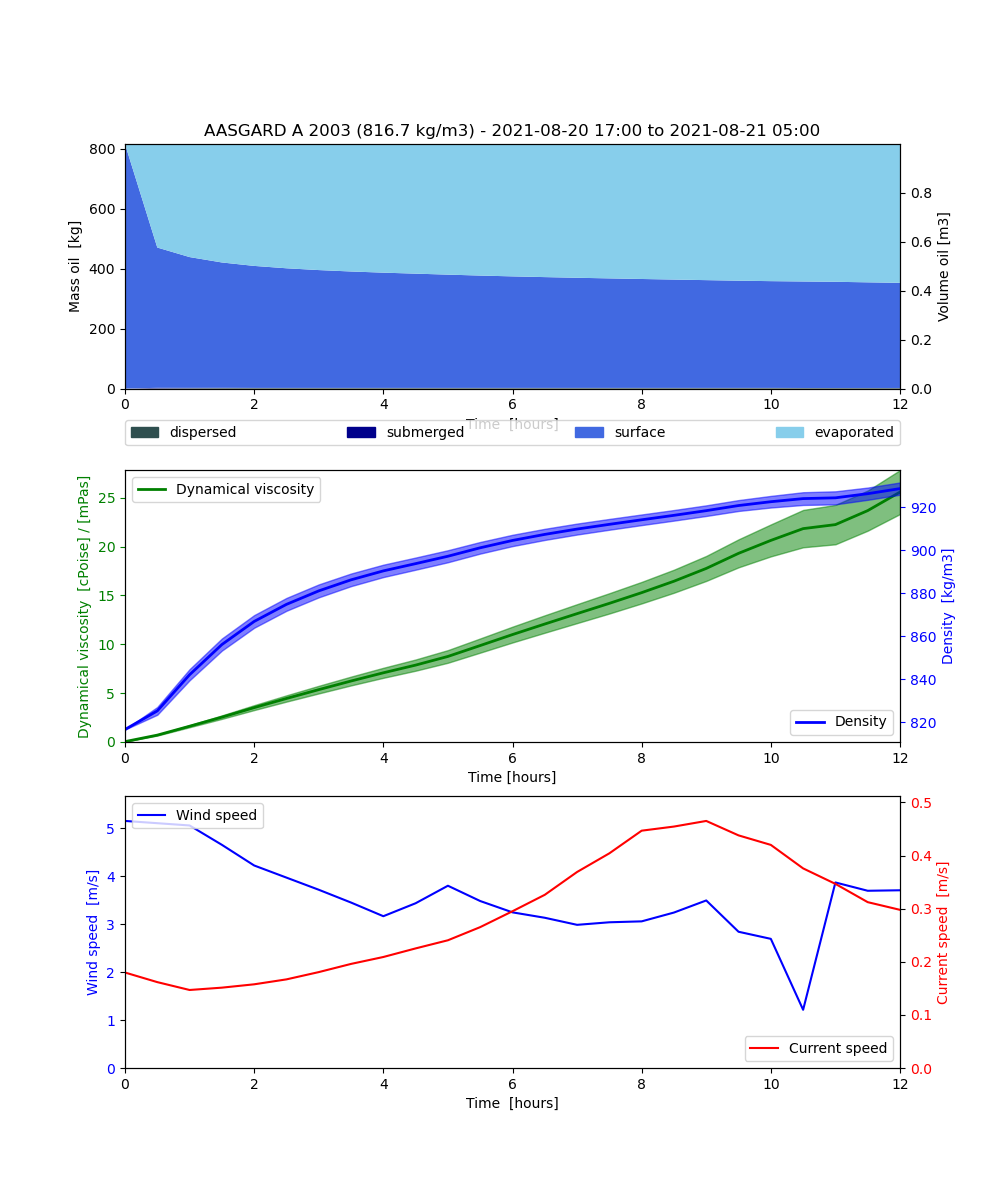 AASGARD A 2003 (816.7 kg/m3) - 2021-08-20 17:00 to 2021-08-21 05:00
Mass oil  [kg]
800
600
400
200
0
0.8
0.6
0.4
0.2
0.0
Volume oil [m3]
0 2 4 6 8 10 12
Time  [hours]
dispersed submerged surface evaporated
Dynamical viscosity  [cPoise] / [mPas]
25
20
15
10
5
0
Dynamical viscosity
920
900
880
860
840
820
Density  [kg/m3]
Density
0 2 4 6 8 10 12
Time [hours]
Wind speed  [m/s]
5
4
3
2
1
0
Wind speed
0.5
0.4
0.3
0.2
0.1
0.0
Current speed  [m/s]
Current speed
0 2 4 6 8 10 12
Time  [hours]